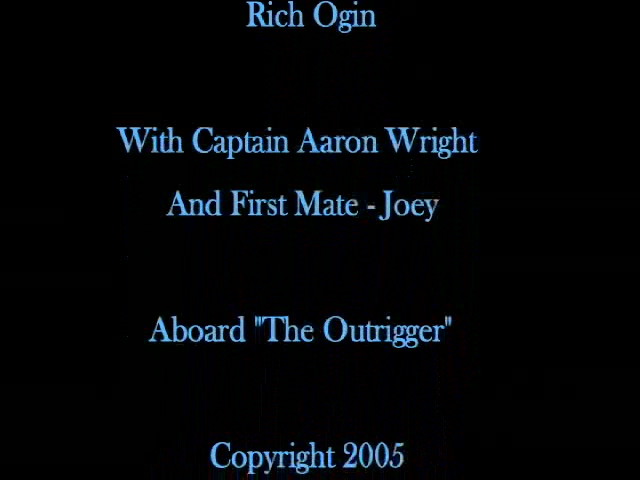 Rich Ogin
With Captain Aaron Wright
And First Mate - Joey
Aboard "The Outrigger"
Copyright 2005